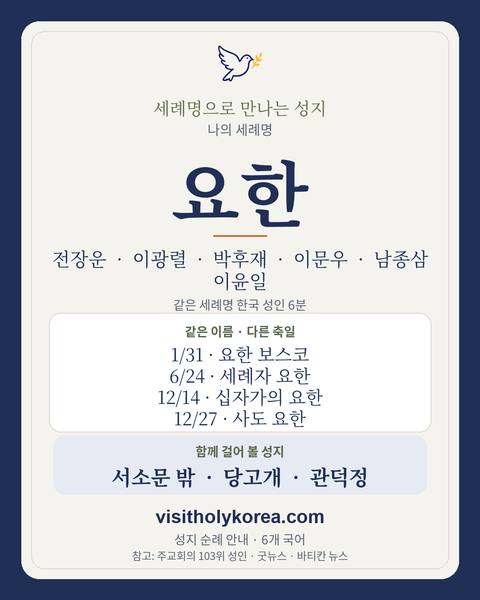 세례명으로 만나는 성지
나의 세례명
요한
전장운 · 이광렬 · 박후재 · 이문우 · 남종삼
이윤일
같은 세례명 한국 성인 6분
같은 이름 · 다른 축일
1/31 · 요한 보스코
6/24 · 세례자 요한
12/14 · 십자가의 요한
12/27 · 사도 요한
함께 걸어 볼 성지
서소문 밖 · 당고개 · 관덕정
visitholykorea.com
성지 순례 안내 · 6개 국어
참고: 주교회의 103위 성인 · 굿뉴스 · 바티칸 뉴스